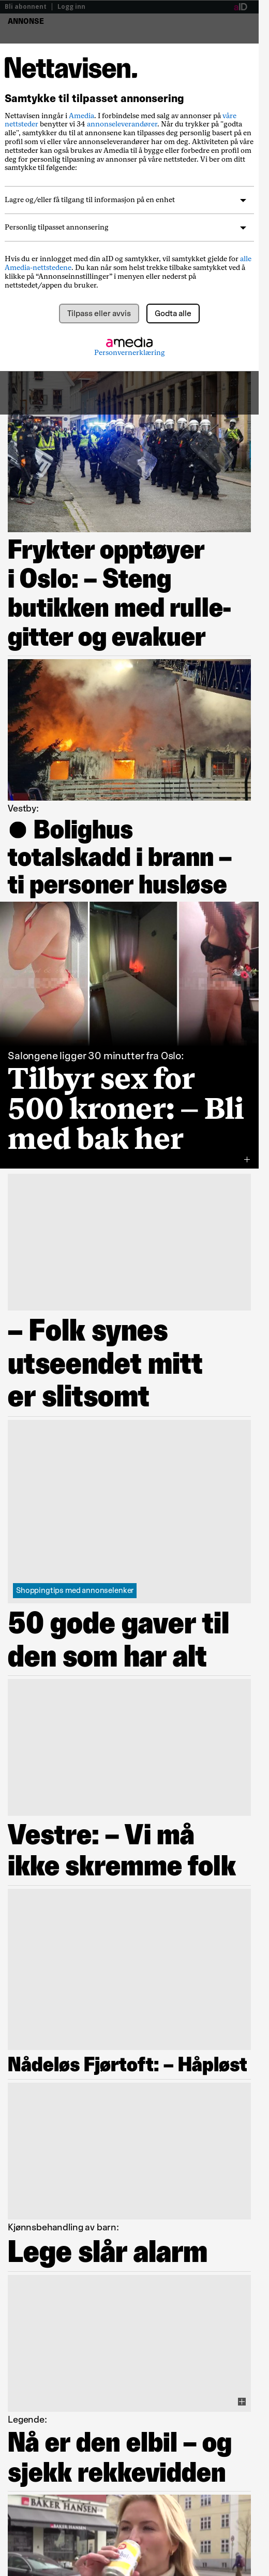 Bli abonnent | Logg inn
aID
ANNONSE
Nettavisen.
Samtykke til tilpasset annonsering
Nettavisen inngår i Amedia. I forbindelse med salg av annonser på våre
nettsteder benytter vi 34 annonseleverandører. Når du trykker på "godta
alle", samtykker du til at annonsene kan tilpasses deg personlig basert på en
profil som vi eller våre annonseleverandører har om deg. Aktiviteten på våre
nettsteder kan også brukes av Amedia til å bygge eller forbedre en profil om
deg for personlig tilpasning av annonser på våre nettsteder. Vi ber om ditt
samtykke til følgende:
Lagre og/eller få tilgang til informasjon på en enhet
Personlig tilpasset annonsering
Hvis du er innlogget med din aID og samtykker, vil samtykket gjelde for alle
Amedia-nettstedene. Du kan når som helst trekke tilbake samtykket ved å
klikke på “Annonseinnstillinger” i menyen eller nederst på
nettstedet/appen du bruker.
Tilpass eller avvis
Godta alle
amedia
Personvernerklæring
Frykter opptøyer
i Oslo: – Steng
butikken med rulle-
gitter og evakuer
Vestby:
● Bolighus
totalskadd i brann –
ti personer husløse
Salongene ligger 30 minutter fra Oslo:
Tilbyr sex for
500 kroner: – Bli
med bak her
– Folk synes
utseendet mitt
er slitsomt
Shoppingtips med annonselenker
50 gode gaver til
den som har alt
Vestre: – Vi må
ikke skremme folk
Nådeløs Fjørtoft: – Håpløst
Kjønnsbehandling av barn:
Lege slår alarm
Legende:
Nå er den elbil – og
sjekk rekkevidden
BAKER HANSEN
BAKER HANSEN